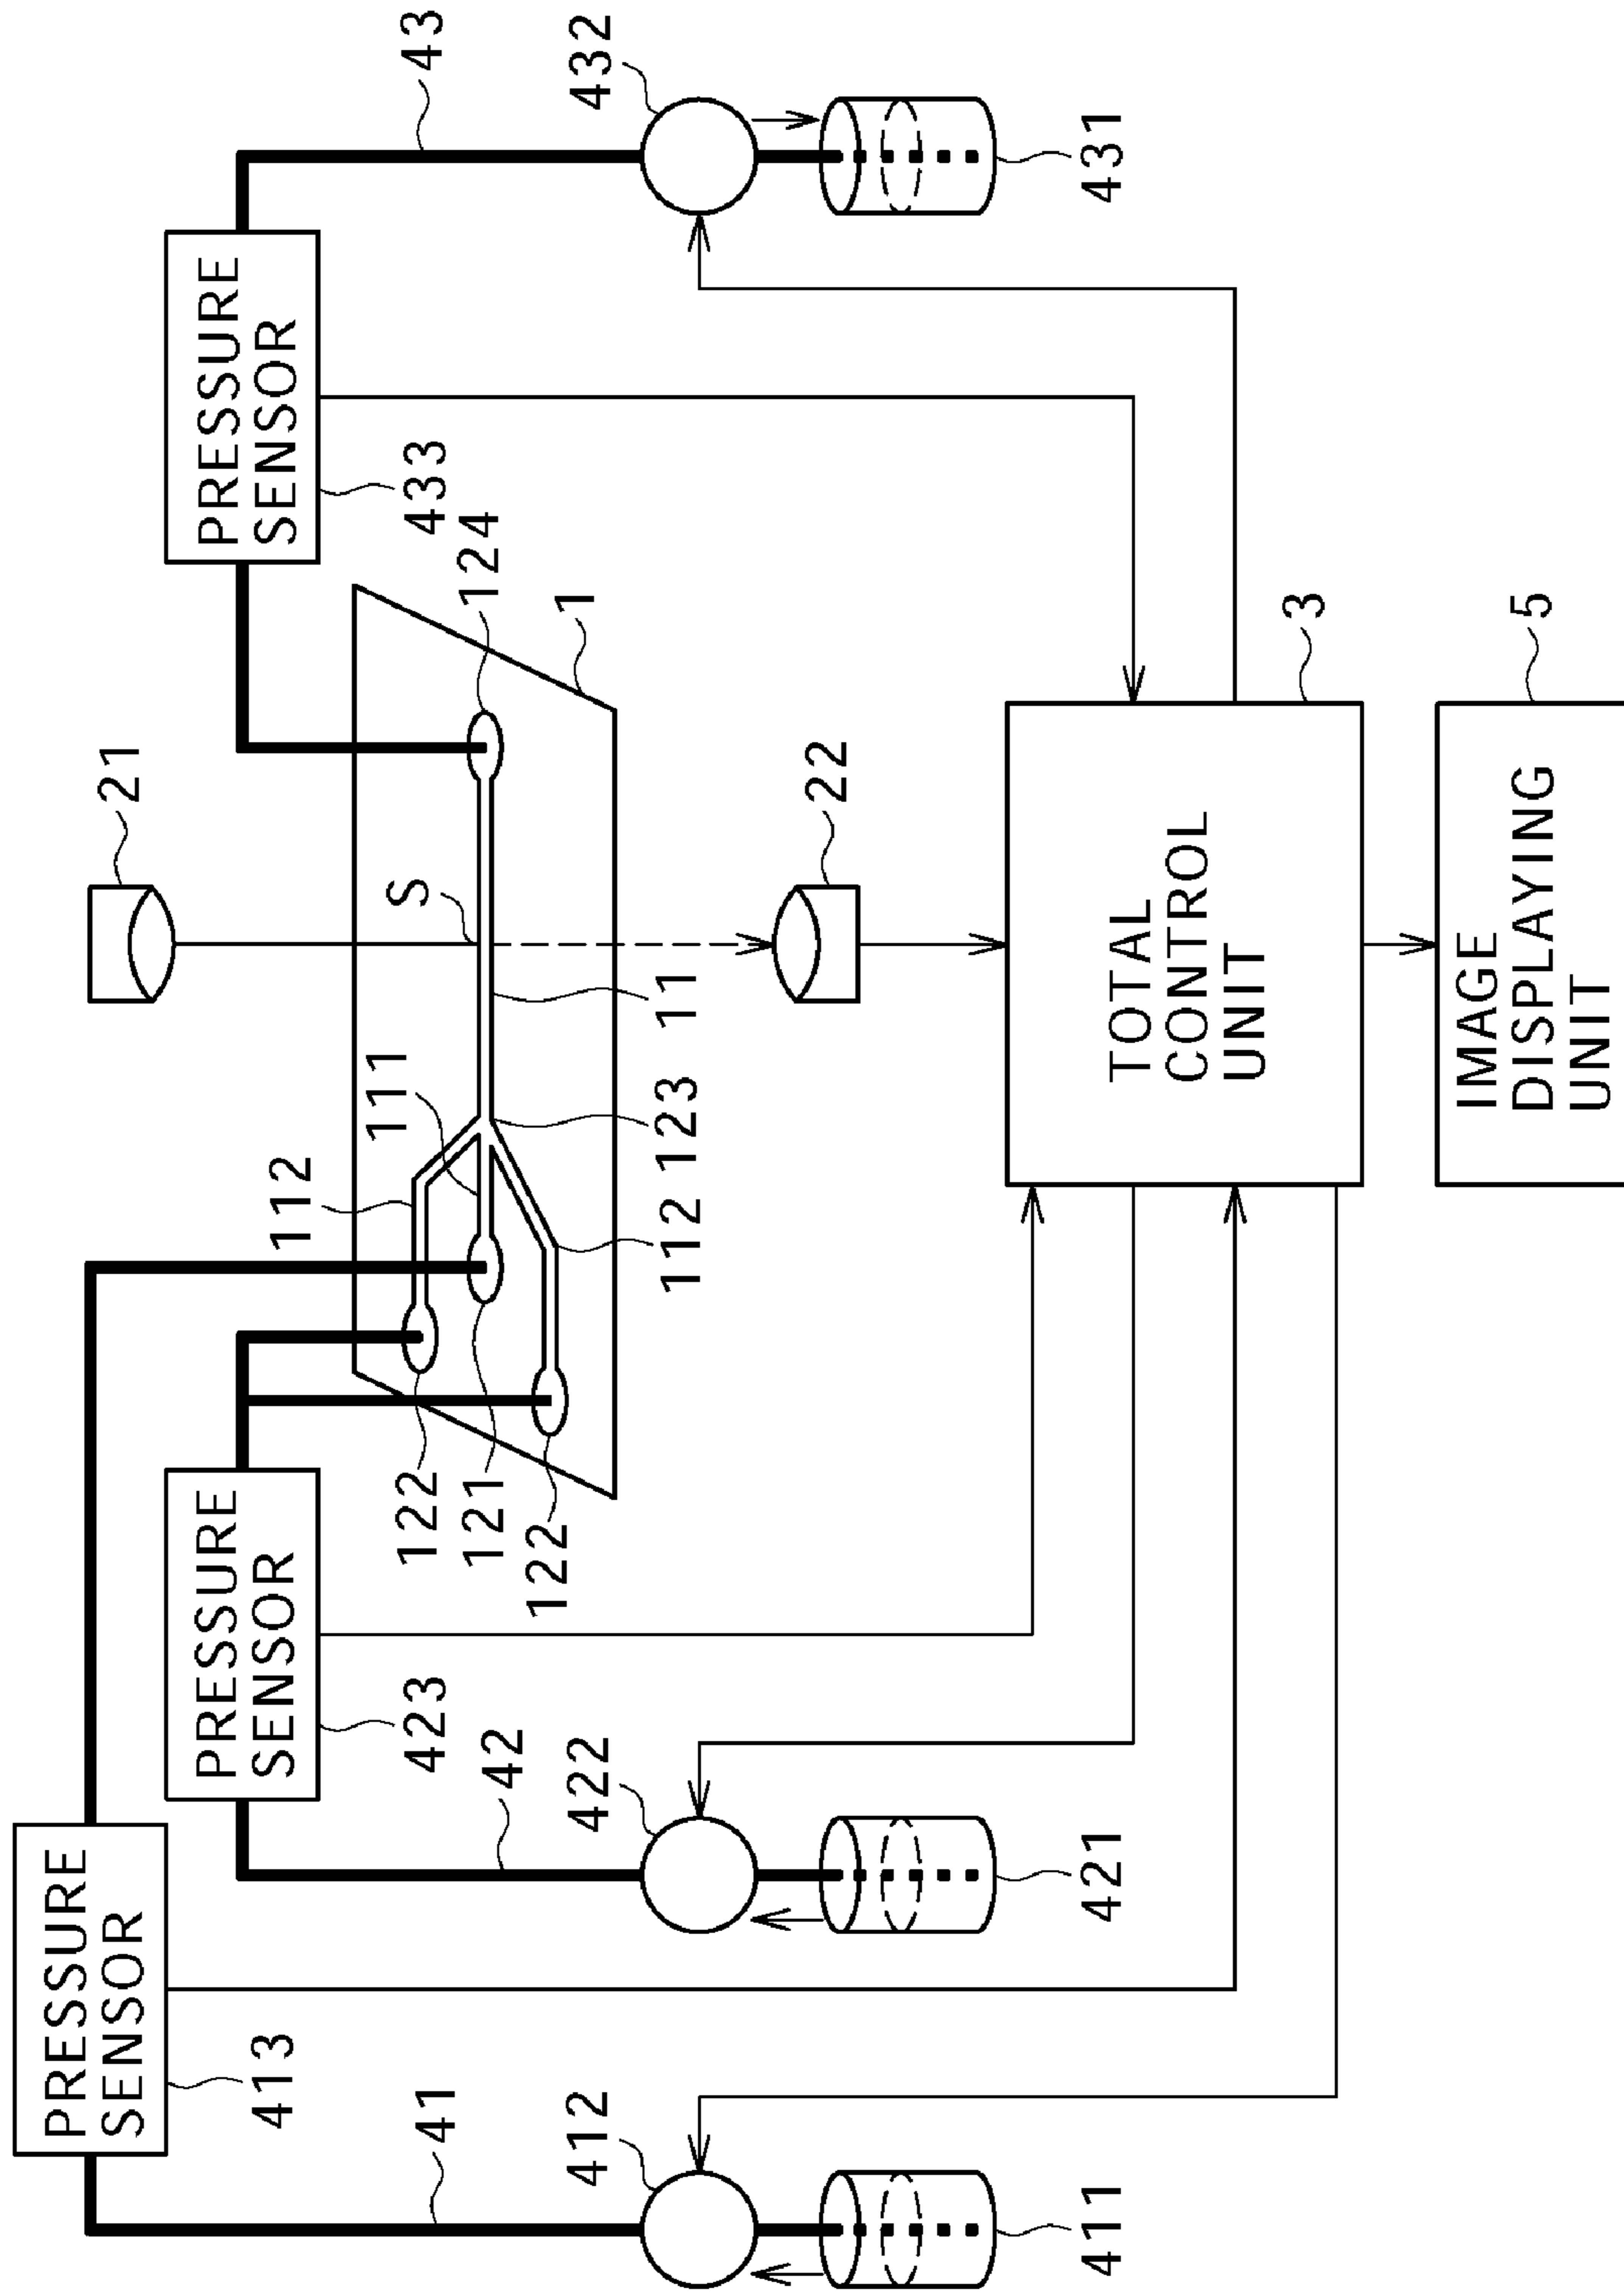 PRESSURE
SENSOR
413
41
412
411
PRESSURE
SENSOR
423
42
422
421
122
121
122
112
111
112
123
11
S
21
22
124
1
PRESSURE
SENSOR
433
43
432
431
TOTAL
CONTROL
UNIT
3
IMAGE
DISPLAYING
UNIT
5